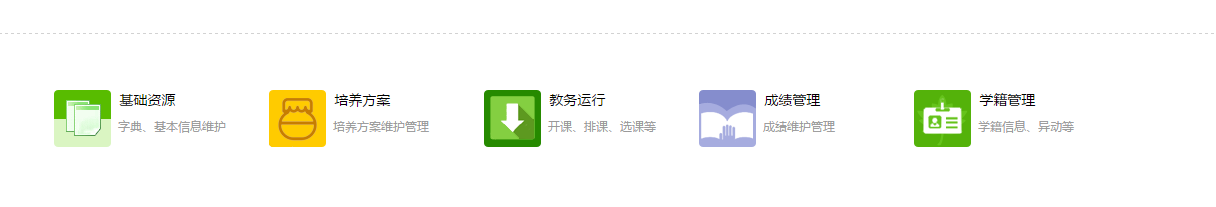 基础资源
字典、基本信息维护
培养方案
培养方案维护管理
教务运行
开课、排课、选课等
成绩管理
成绩维护管理
学籍管理
学籍信息、异动等